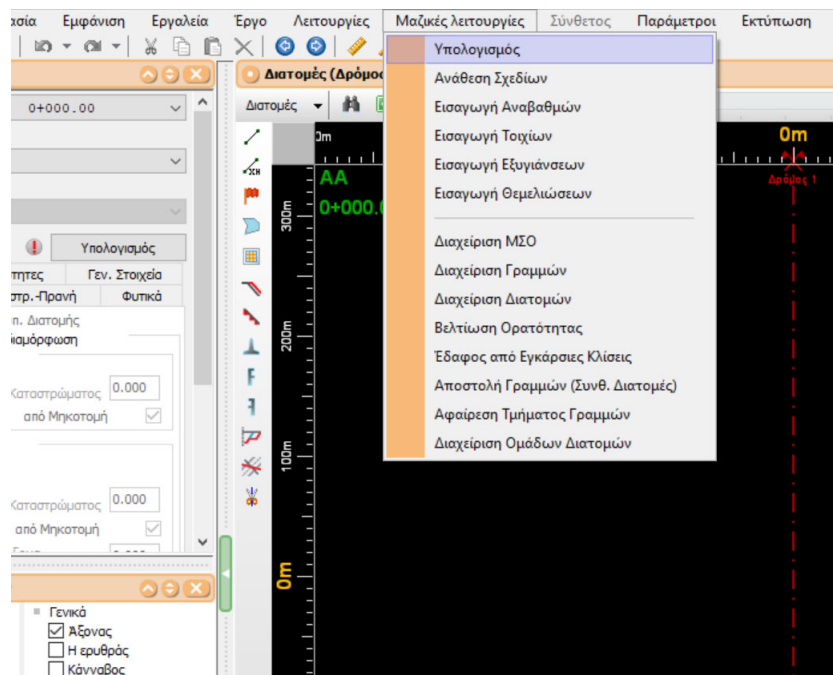 Εμφάνιση Εργαλεία Έργο Λειτουργίες Μαζικές λειτουργίες Σύνθετος Παράμετροι Εκτύπωση
Διατομές (Δρόμος
0+000.00
Διατομές
Υπολογισμός
Ανάθεση Σχεδίων
Εισαγωγή Αναβαθμών
Εισαγωγή Τοιχίων
Εισαγωγή Εξυγιάνσεων
Εισαγωγή Θεμελιώσεων
Διαχείριση ΜΣΟ
Διαχείριση Γραμμών
Διαχείριση Διατομών
Βελτίωση Ορατότητας
Έδαφος από Εγκάρσιες Κλίσεις
Αποστολή Γραμμών (Συνθ. Διατομές)
Αφαίρεση Τμήματος Γραμμών
Διαχείριση Ομάδων Διατομών
0m
0m
Δρόμος 1
AA
0+000.0
300m
200m
100m
0m
Υπολογισμός
τητες Γεν. Στοιχεία
στρ.-Πρανή Φυτικά
π. Διατομής
διαμόρφωση
Καταστρώματος 0.000
από Μηκοτομή
Καταστρώματος 0.000
από Μηκοτομή
Γενικά
Άξονας
Η ερυθράς
Κάνναβος